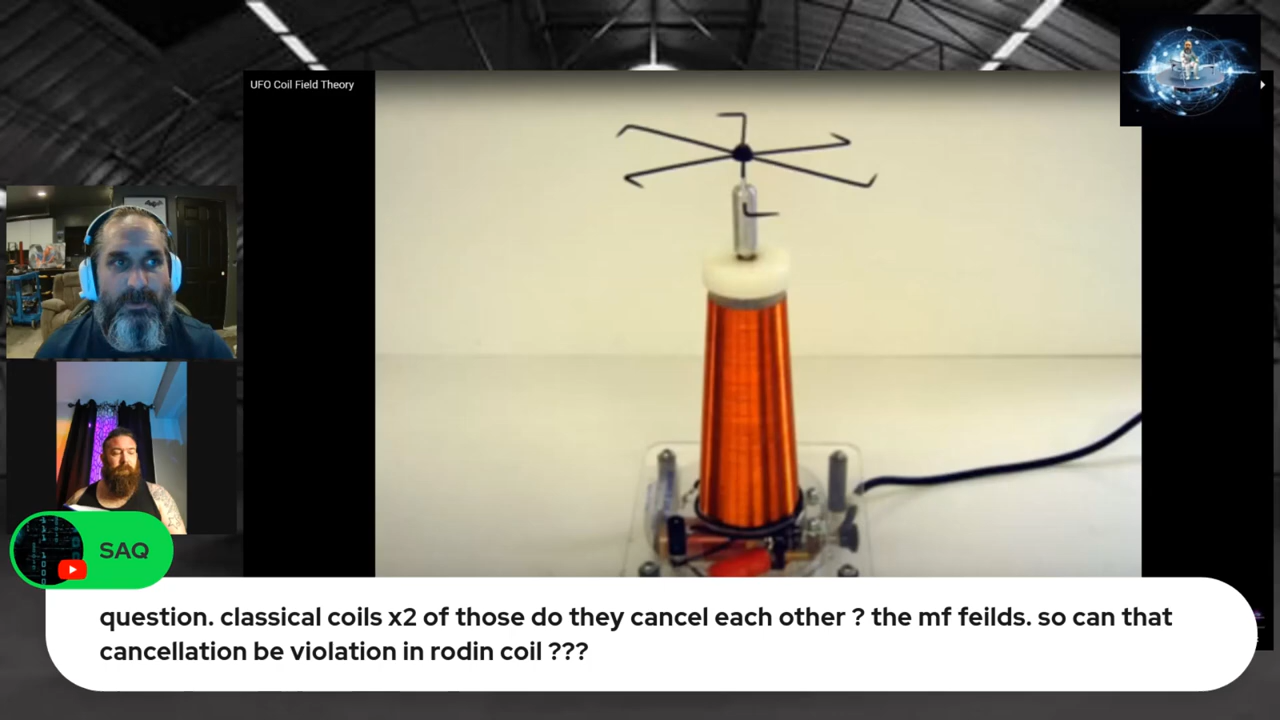 UFO Coil Field Theory
SAQ
question. classical coils x2 of those do they cancel each other ? the mf feilds. so can that
cancellation be violation in rodin coil ???